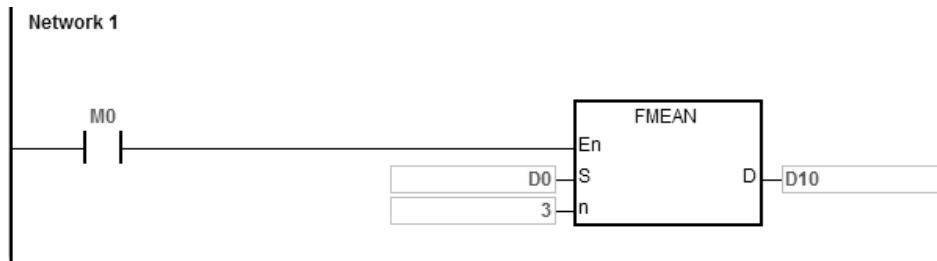 Network 1
M0
FMEAN
En
D0 S D D10
3 n